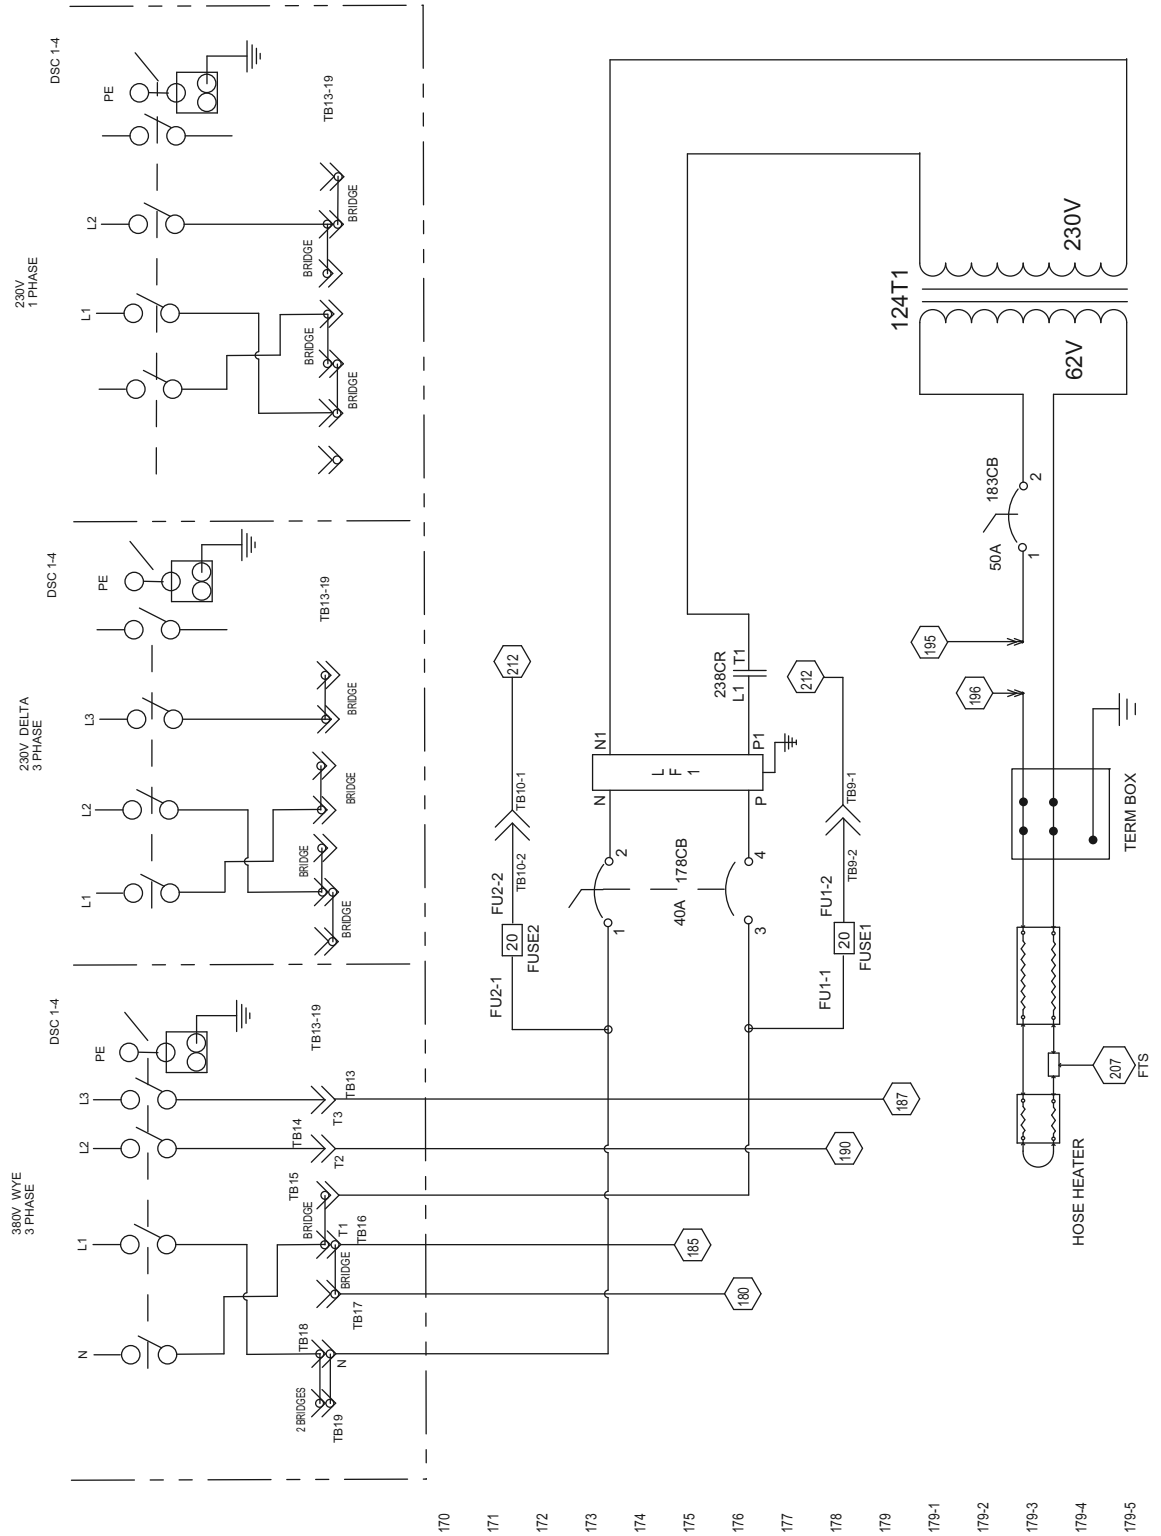 380V WYE
3 PHASE
N
L1
L2
L3
PE
DSC 1-4
2 BRIDGES
TB19
TB18
N
TB17
BRIDGE
TB16
T1
BRIDGE
TB15
T2
TB14
T3
TB13
TB13-19
230V DELTA
3 PHASE
L1
L2
L3
PE
DSC 1-4
BRIDGE
BRIDGE
BRIDGE
BRIDGE
TB13-19
230V
1 PHASE
L1
L2
PE
DSC 1-4
BRIDGE
BRIDGE
BRIDGE
BRIDGE
TB13-19
170
171
172
173
174
175
176
177
178
179
179-1
179-2
179-3
179-4
179-5
FU2-1
20
FUSE2
FU2-2
TB10-2
TB10-1
212
1
2
N
N1
40A
178CB
L F 1
3
4
P
P1
238CR
L1
T1
FU1-1
20
FUSE1
FU1-2
TB9-2
TB9-1
212
185
180
190
187
124T1
62V
230V
50A
183CB
1
2
195
196
TERM BOX
207
FTS
HOSE HEATER